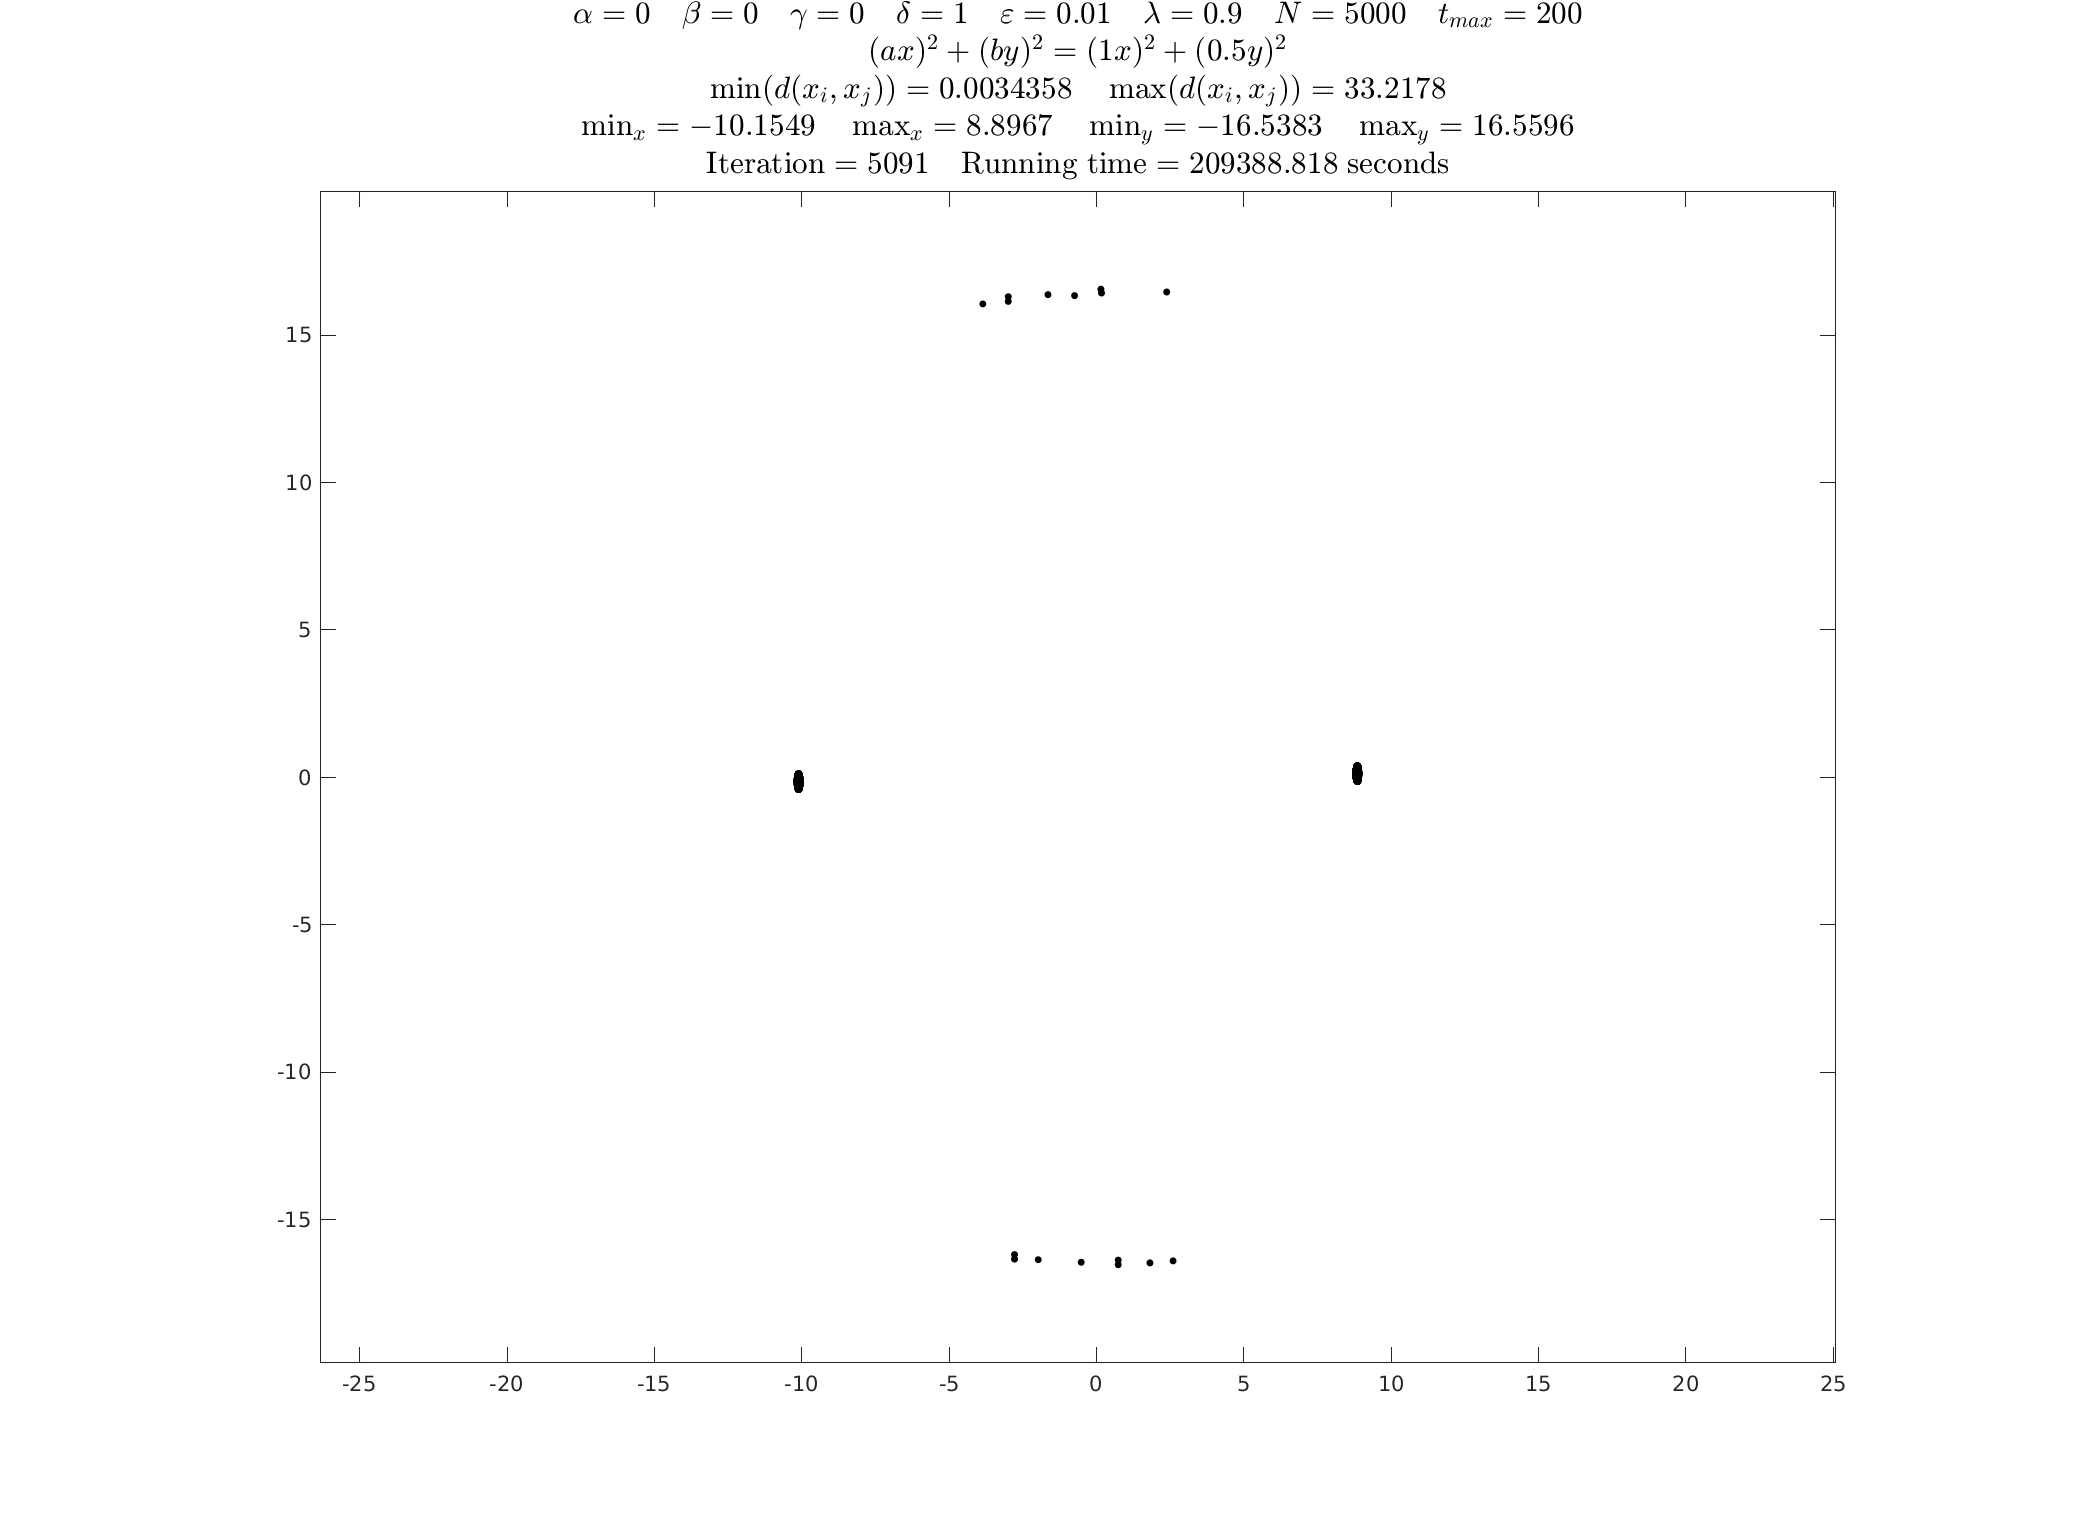 α = 0 β = 0 γ = 0 δ = 1 ε = 0.01 λ = 0.9 N = 5000 t_max = 200
(ax)² + (by)² = (1x)² + (0.5y)²
min(d(x_i, x_j)) = 0.0034358 max(d(x_i, x_j)) = 33.2178
min_x = −10.1549 max_x = 8.8967 min_y = −16.5383 max_y = 16.5596
Iteration = 5091 Running time = 209388.818 seconds
15
10
5
0
-5
-10
-15
-25 -20 -15 -10 -5 0 5 10 15 20 25